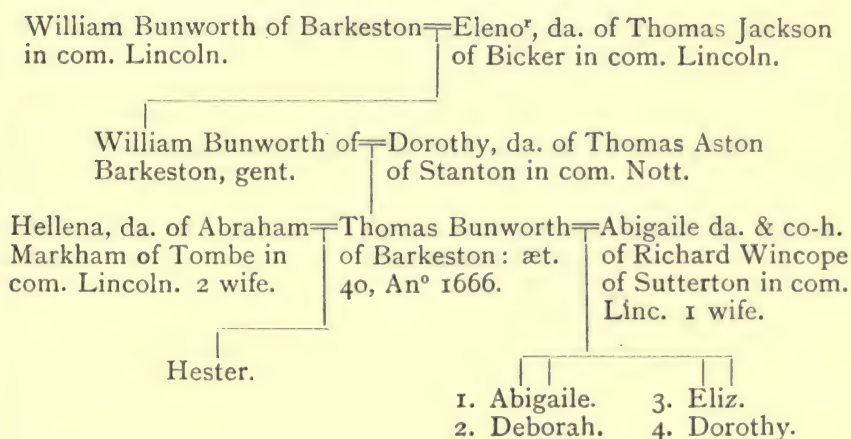 William Bunworth of Barkeston
in com. Lincoln.
Elenoʳ, da. of Thomas Jackson
of Bicker in com. Lincoln.
William Bunworth of
Barkeston, gent.
Dorothy, da. of Thomas Aston
of Stanton in com. Nott.
Hellena, da. of Abraham
Markham of Tombe in
com. Lincoln. 2 wife.
Thomas Bunworth
of Barkeston: æt.
40, Anº 1666.
Abigaile da. & co-h.
of Richard Wincope
of Sutterton in com.
Linc. 1 wife.
Hester.
1. Abigaile.
2. Deborah.
3. Eliz.
4. Dorothy.